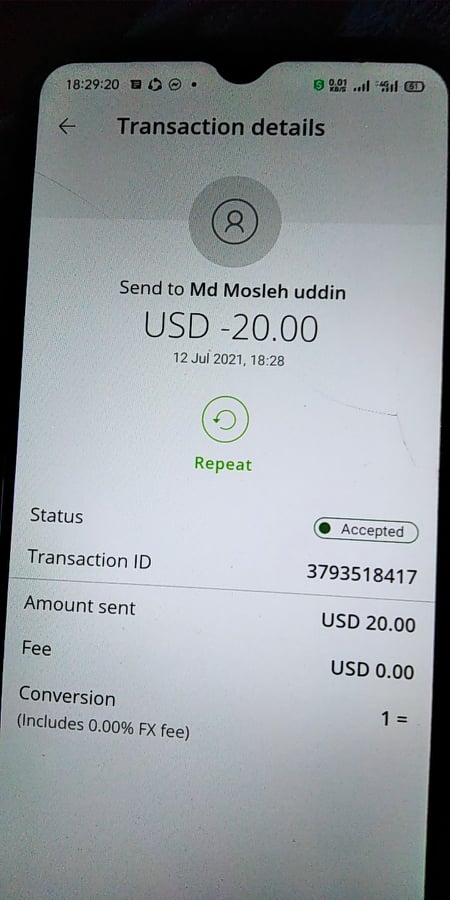 18:29:20
0.01 KB/S
4G
61
Transaction details
Send to Md Mosleh uddin
USD -20.00
12 Jul 2021, 18:28
Repeat
Status Accepted
Transaction ID 3793518417
Amount sent USD 20.00
Fee USD 0.00
Conversion 1 =
(Includes 0.00% FX fee)